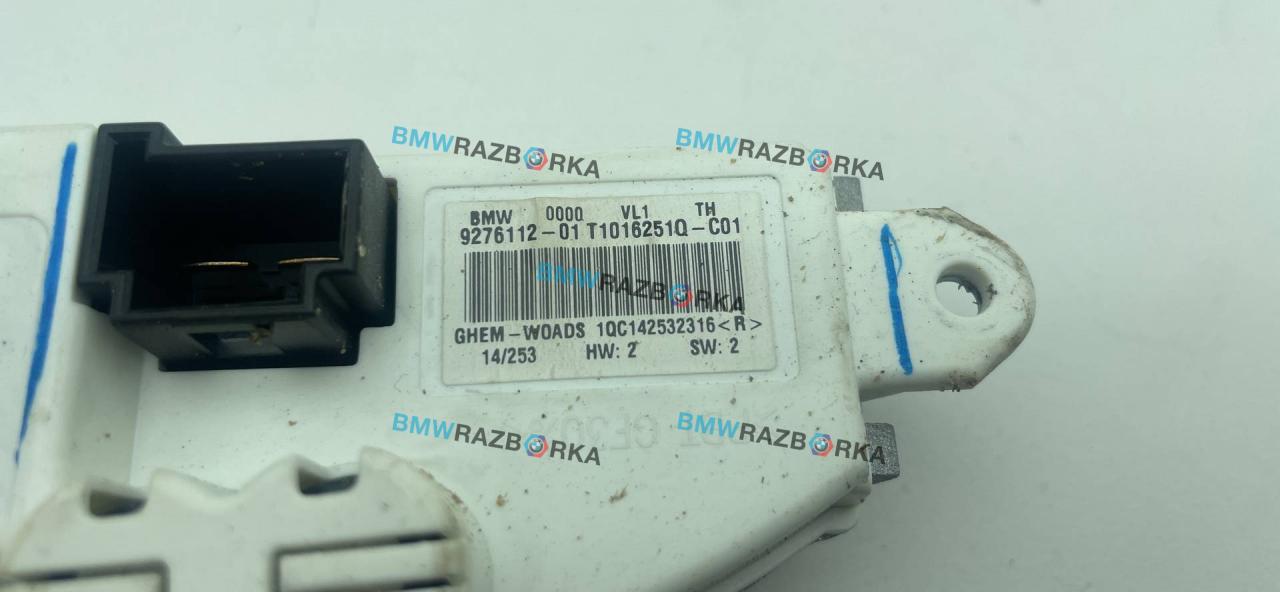 BMWRAZBORKA
BMWRAZBORKA
BMW 0000 VL1 TH
9276112-01 T1016251Q-C01
BMWRAZBORKA
GHEM-WOADS 1QC142532316<R>
14/253 HW: 2 SW: 2
BMWRAZBORKA
BMWRAZBORKA